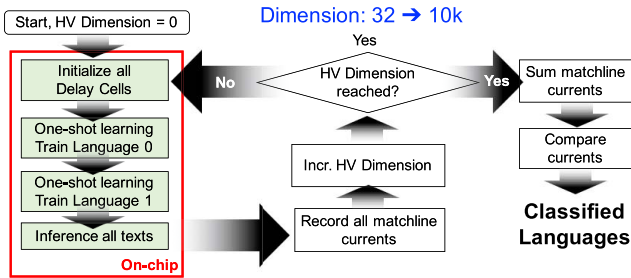 Start, HV Dimension = 0
Dimension: 32 ➔ 10k
Initialize all
Delay Cells
One-shot learning
Train Language 0
One-shot learning
Train Language 1
Inference all texts
On-chip
Record all matchline
currents
Incr. HV Dimension
HV Dimension
reached?
No
Yes
Yes
Sum matchline
currents
Compare
currents
Classified
Languages